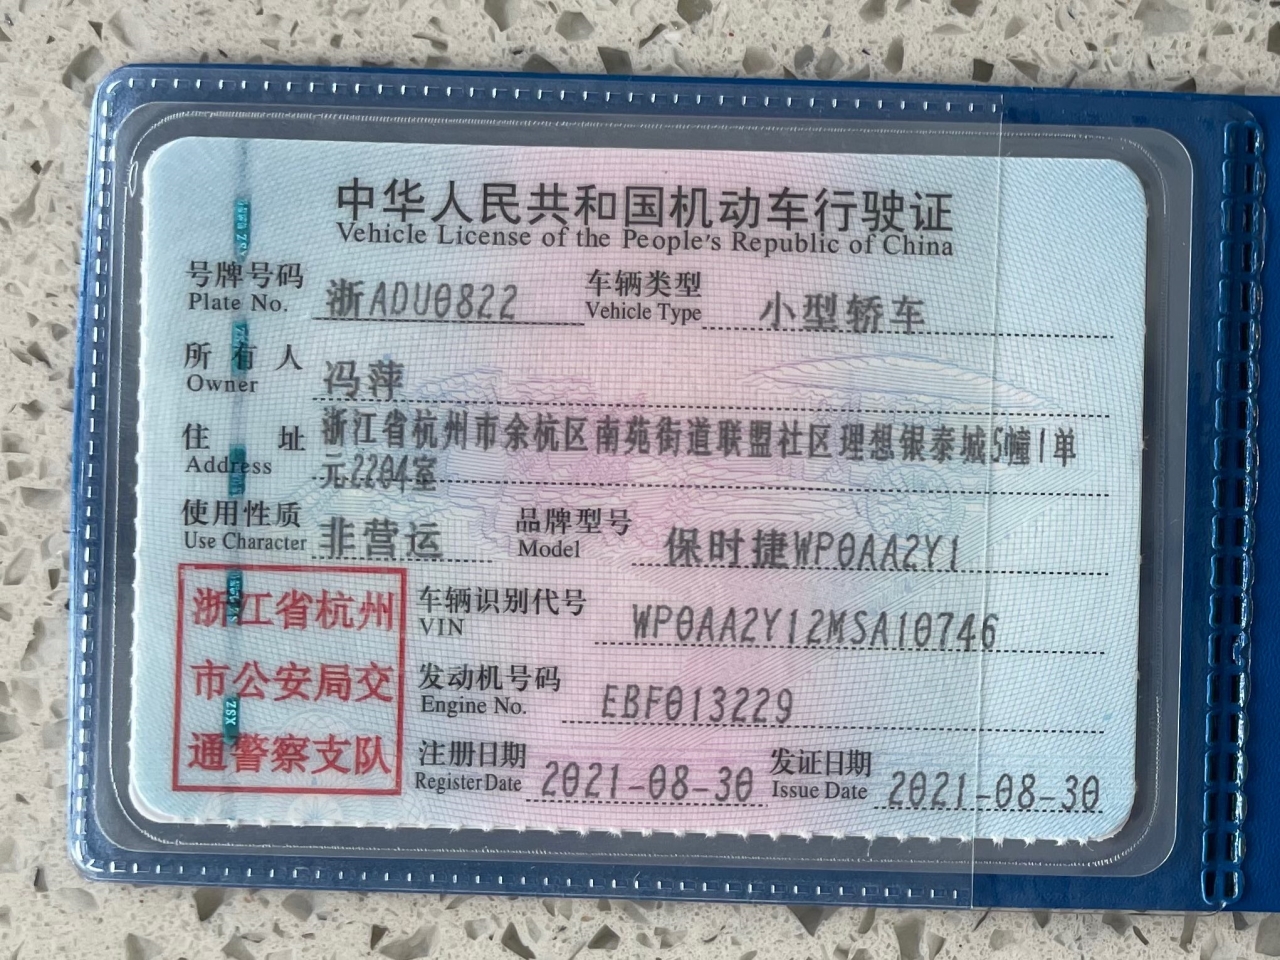 中华人民共和国机动车行驶证
Vehicle License of the People's Republic of China
号牌号码 浙ADU0822 车辆类型 小型轿车
Plate No. Vehicle Type
所有人 冯萍
Owner
住址 浙江省杭州市余杭区南苑街道联盟社区理想银泰城5幢1单
Address 元2204室
使用性质 非营运 品牌型号 保时捷WP0AA2Y1
Use Character Model
浙江省杭州
市公安局交
通警察支队
车辆识别代号 WP0AA2Y12MSA10746
VIN
发动机号码 EBF013229
Engine No.
注册日期 2021-08-30 发证日期 2021-08-30
Register Date Issue Date
XSZ